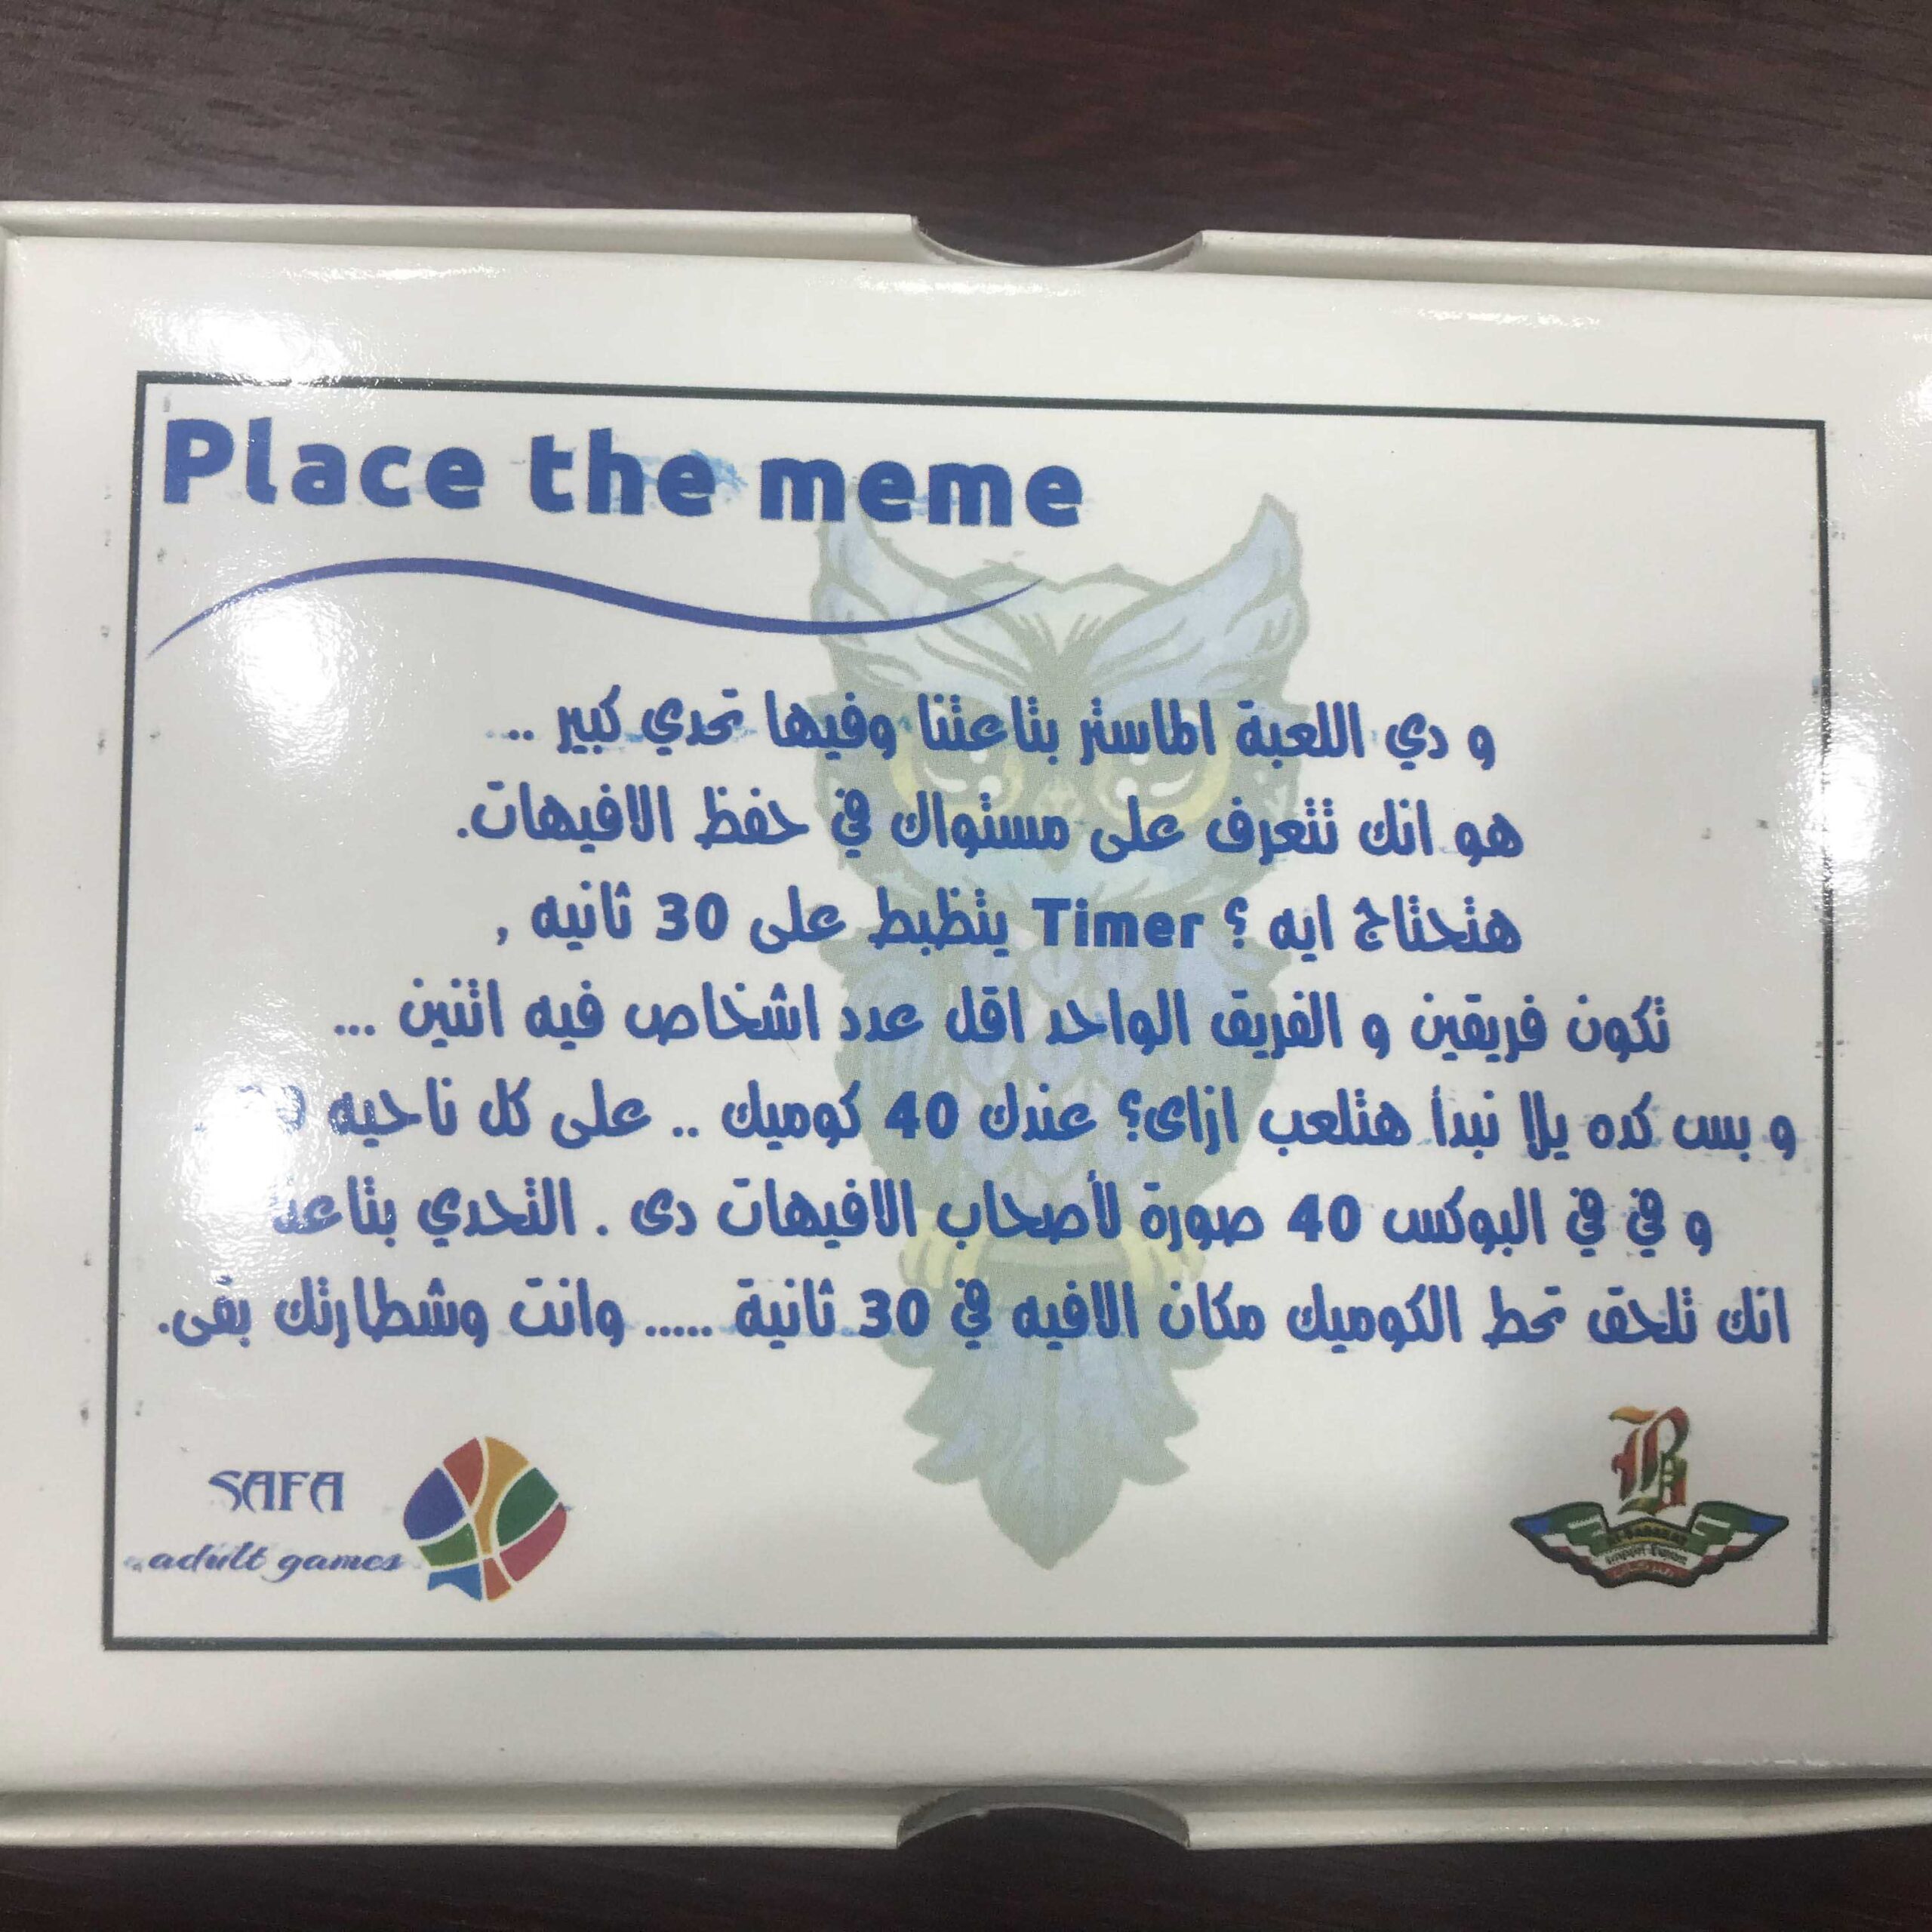 Place the meme
و دي اللعبة الماستر بتاعتنا وفيها تحدي كبير ..
هو انك تتعرف على مستواك في حفظ الافيهات.
هتحتاج ايه ؟ Timer يتظبط على 30 ثانيه ,
تكون فريقين و الفريق الواحد اقل عدد اشخاص فيه اتنين ...
و بس كده يلا نبدأ هتلعب ازاى؟ عندك 40 كوميك .. على كل ناحيه
و في في البوكس 40 صورة لأصحاب الافيهات دى . التحدي بتاعنا
انك تلحق تحط الكوميك مكان الافيه في 30 ثانية ..... وانت وشطارتك بقى.
SAFA
adult games